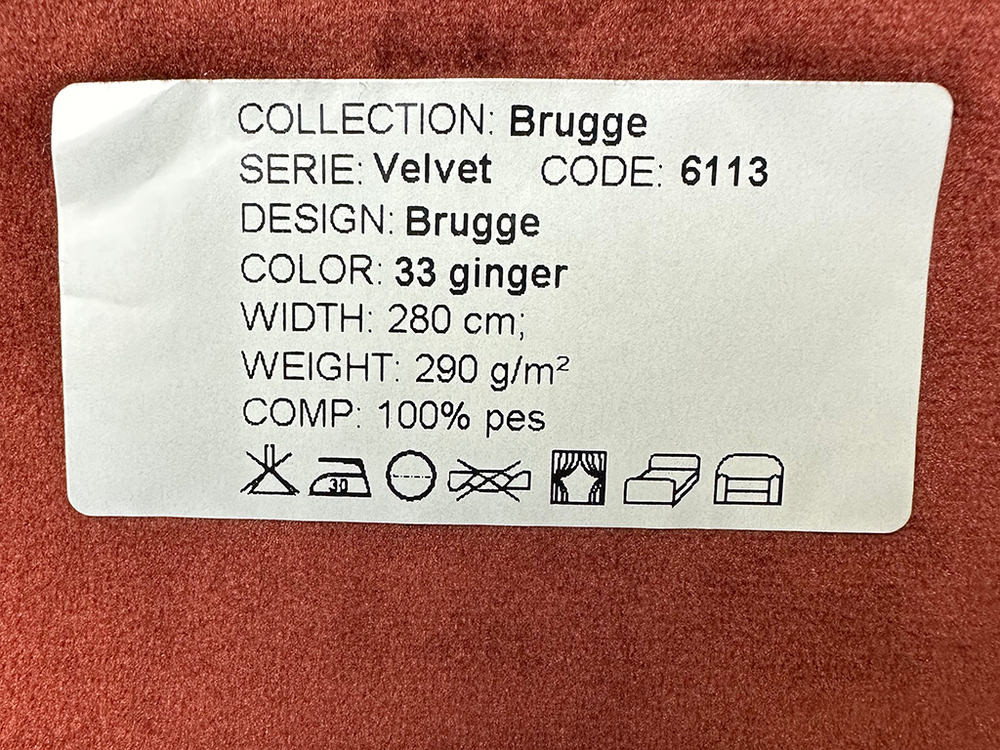 COLLECTION: Brugge
SERIE: Velvet CODE: 6113
DESIGN: Brugge
COLOR: 33 ginger
WIDTH: 280 cm;
WEIGHT: 290 g/m²
COMP: 100% pes
30